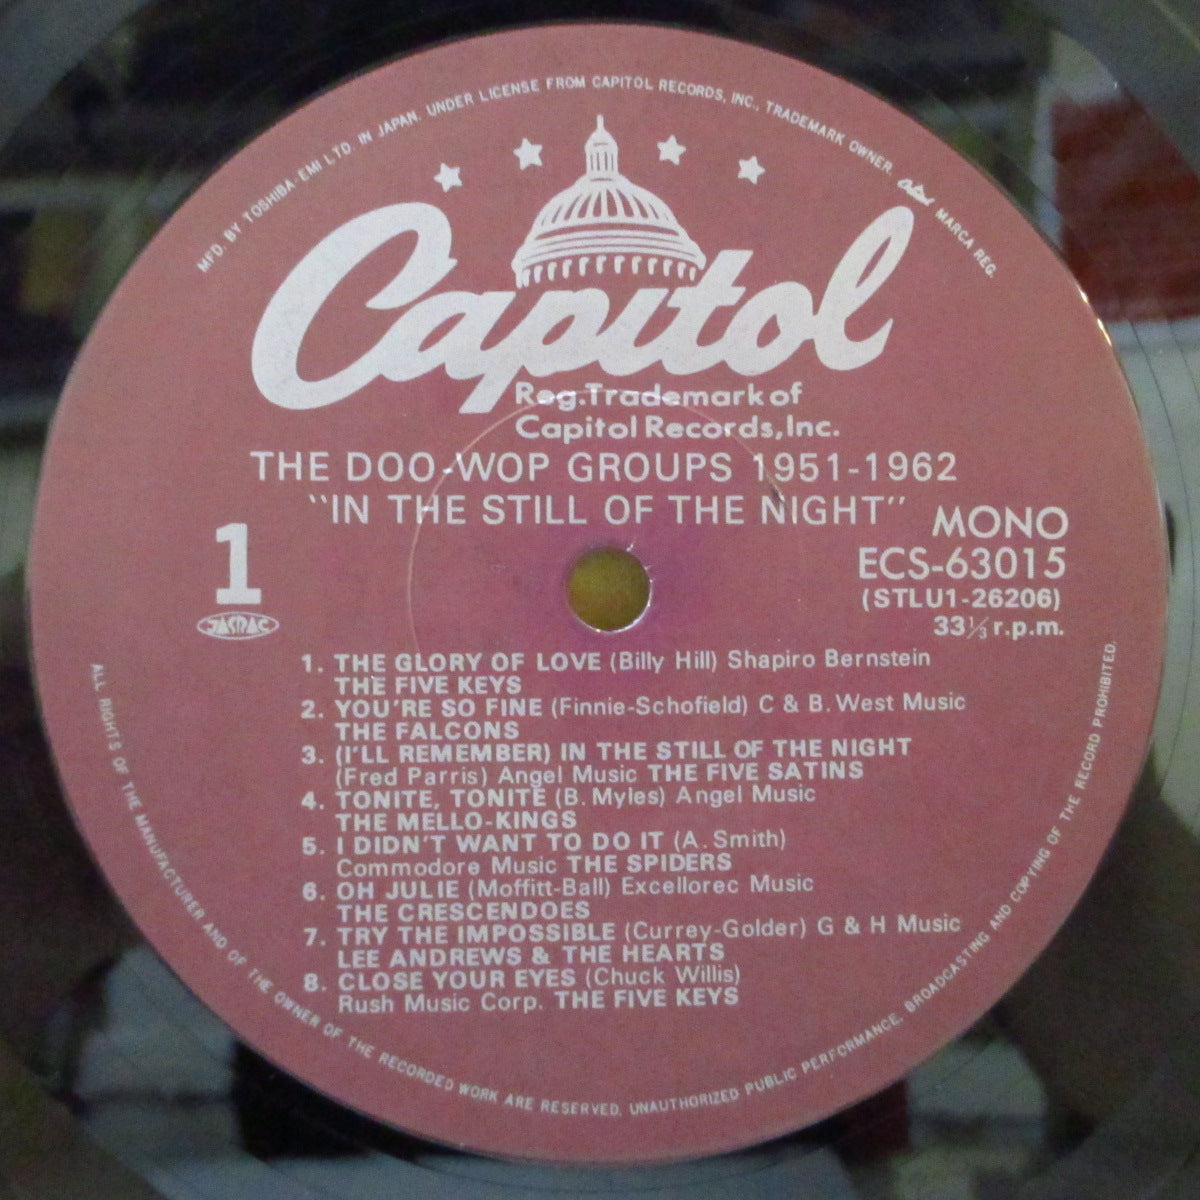 MFD. BY TOSHIBA-EMI LTD. IN JAPAN. UNDER LICENSE FROM CAPITOL RECORDS, INC., TRADEMARK OWNER. Capitol MARCA REG.
Capitol
Reg.Trademark of
Capitol Records,Inc.
THE DOO-WOP GROUPS 1951-1962
"IN THE STILL OF THE NIGHT"
1
JASRAC
MONO
ECS-63015
(STLU1-26206)
33⅓ r.p.m.
1. THE GLORY OF LOVE (Billy Hill) Shapiro Bernstein
THE FIVE KEYS
2. YOU'RE SO FINE (Finnie-Schofield) C & B. West Music
THE FALCONS
3. (I'LL REMEMBER) IN THE STILL OF THE NIGHT
(Fred Parris) Angel Music THE FIVE SATINS
4. TONITE, TONITE (B. Myles) Angel Music
THE MELLO-KINGS
5. I DIDN'T WANT TO DO IT (A. Smith)
Commodore Music THE SPIDERS
6. OH JULIE (Moffitt-Ball) Excellorec Music
THE CRESCENDOES
7. TRY THE IMPOSSIBLE (Currey-Golder) G & H Music
LEE ANDREWS & THE HEARTS
8. CLOSE YOUR EYES (Chuck Willis)
Rush Music Corp. THE FIVE KEYS
ALL RIGHTS OF THE MANUFACTURER AND OF THE OWNER OF THE RECORDED WORK ARE RESERVED. UNAUTHORIZED PUBLIC PERFORMANCE, BROADCASTING AND COPYING OF THE RECORD PROHIBITED.